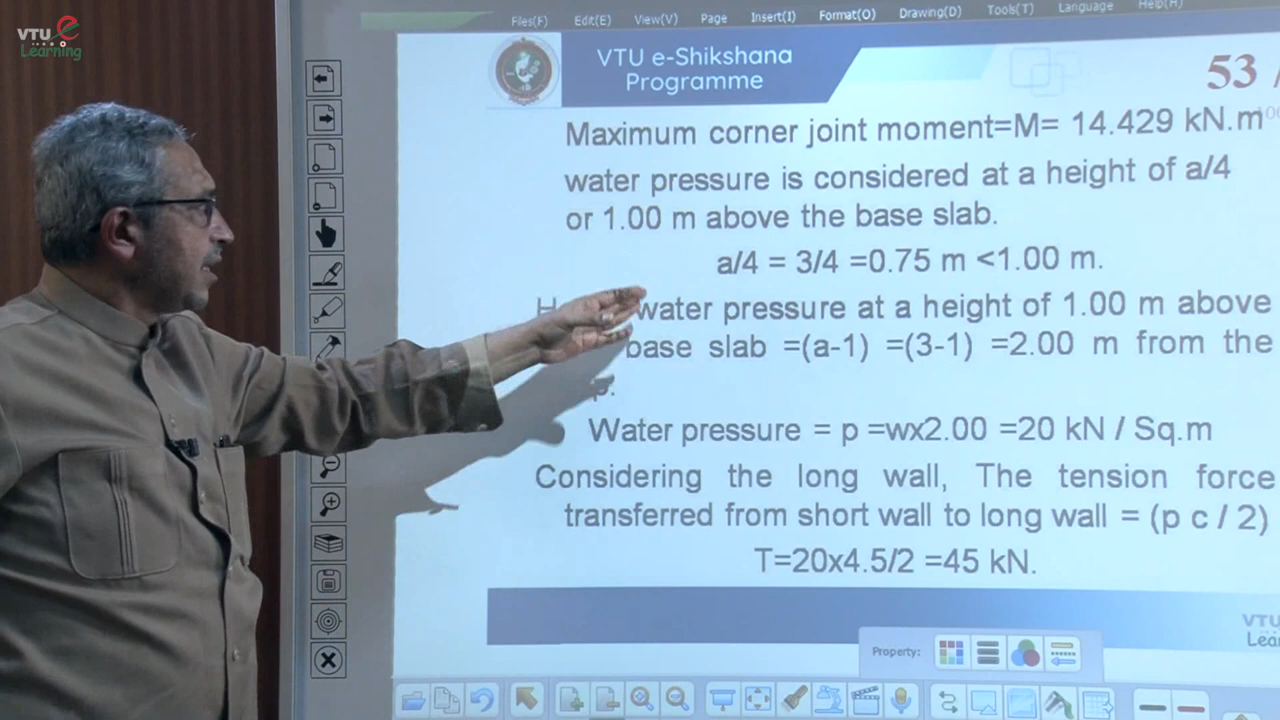 VTU e
Learning
Files(F) Edit(E) View(V) Page Insert(I) Format(O) Drawing(D) Tools(T) Language Help(H)
VTU e-Shikshana
Programme
53 /
Maximum corner joint moment=M= 14.429 kN.m
water pressure is considered at a height of a/4
or 1.00 m above the base slab.
a/4 = 3/4 =0.75 m <1.00 m.
water pressure at a height of 1.00 m above
base slab =(a-1) =(3-1) =2.00 m from the
p.
Water pressure = p =wx2.00 =20 kN / Sq.m
Considering the long wall, The tension force
transferred from short wall to long wall = (p c / 2)
T=20x4.5/2 =45 kN.
VTU
Lear
Property: